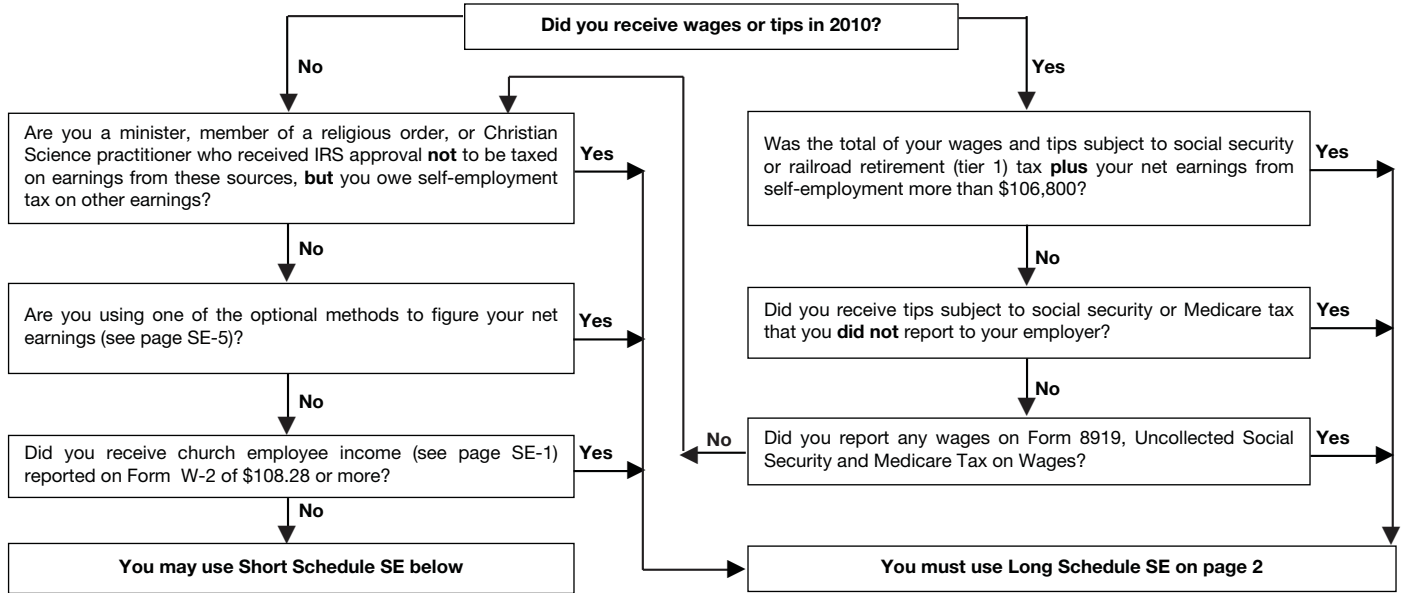 Did you receive wages or tips in 2010?
No
Yes
Are you a minister, member of a religious order, or Christian
Science practitioner who received IRS approval not to be taxed
on earnings from these sources, but you owe self-employment
tax on other earnings?
Yes
Was the total of your wages and tips subject to social security
or railroad retirement (tier 1) tax plus your net earnings from
self-employment more than $106,800?
Yes
No
No
Are you using one of the optional methods to figure your net
earnings (see page SE-5)?
Yes
Did you receive tips subject to social security or Medicare tax
that you did not report to your employer?
Yes
No
No
Did you receive church employee income (see page SE-1)
reported on Form W-2 of $108.28 or more?
Yes
No
Did you report any wages on Form 8919, Uncollected Social
Security and Medicare Tax on Wages?
Yes
No
You may use Short Schedule SE below
You must use Long Schedule SE on page 2